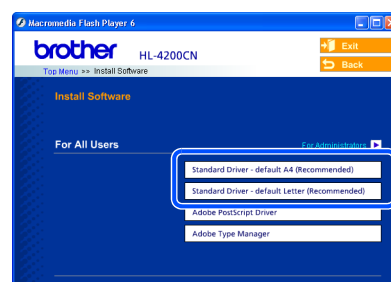 Macromedia Flash Player 6
brother HL-4200CN
Exit
Back
Top Menu >> Install Software
Install Software
For All Users
For Administrators
Standard Driver - default A4 (Recommended)
Standard Driver - default Letter (Recommended)
Adobe PostScript Driver
Adobe Type Manager